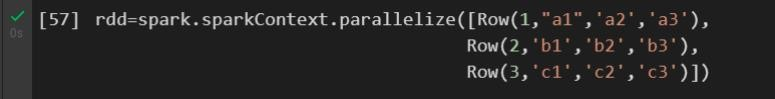 [57] rdd=spark.sparkContext.parallelize([Row(1,"a1",'a2','a3'),
0s
Row(2,'b1','b2','b3'),
Row(3,'c1','c2','c3')])